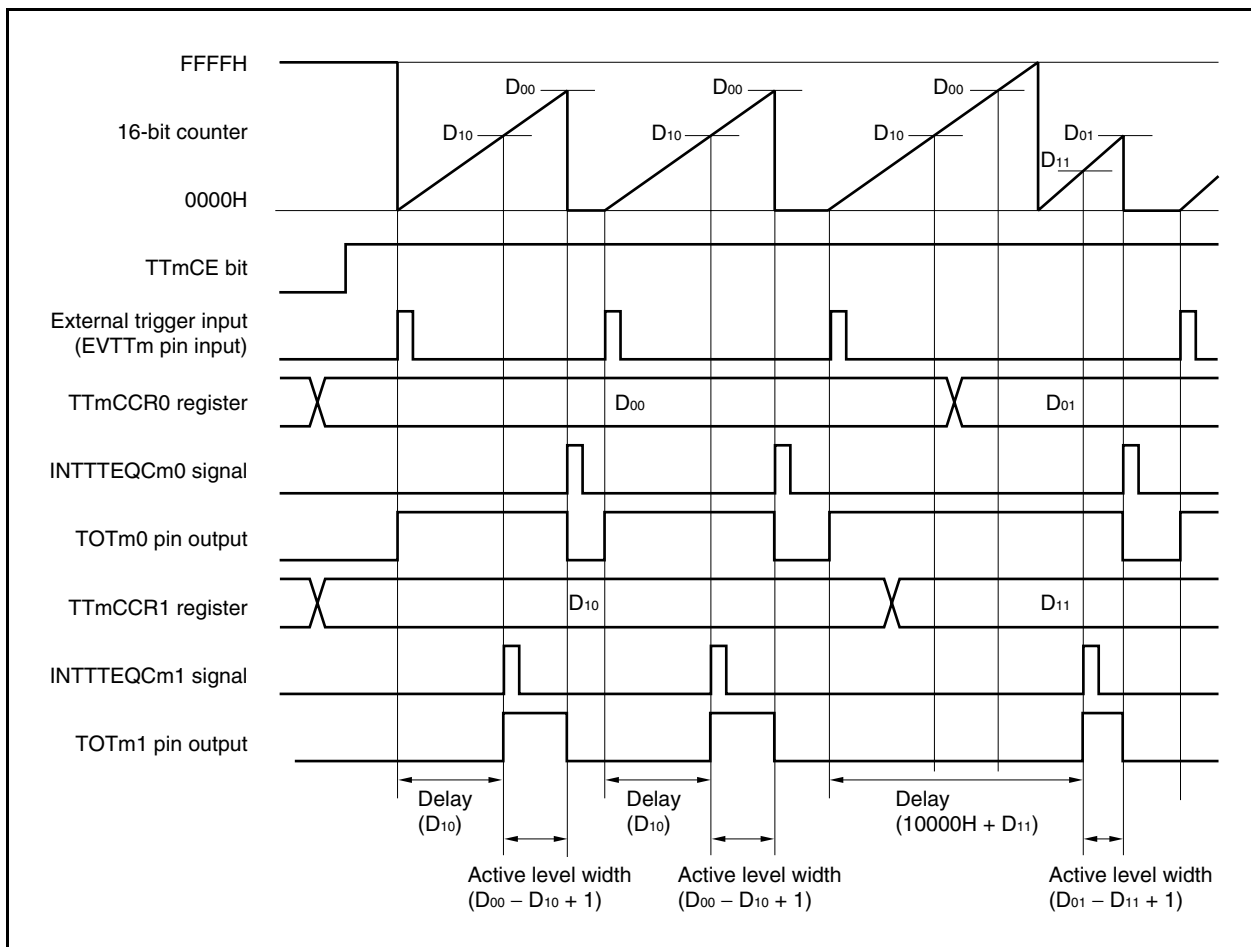 FFFFH
16-bit counter
0000H
D00
D10
D00
D10
D00
D10
D01
D11
TTmCE bit
External trigger input
(EVTTm pin input)
TTmCCR0 register
D00
D01
INTTTEQCm0 signal
TOTm0 pin output
TTmCCR1 register
D10
D11
INTTTEQCm1 signal
TOTm1 pin output
Delay
(D10)
Delay
(D10)
Delay
(10000H + D11)
Active level width
(D00 − D10 + 1)
Active level width
(D00 − D10 + 1)
Active level width
(D01 − D11 + 1)